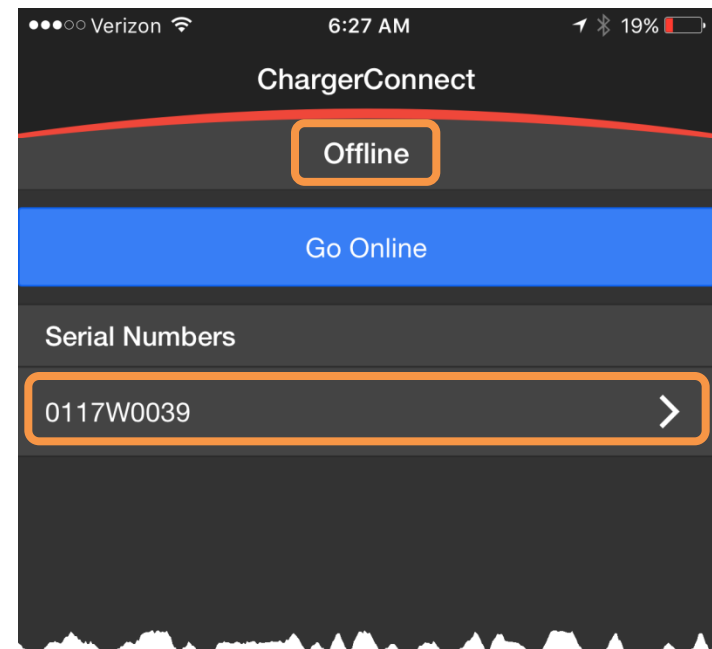 Verizon 6:27 AM 19%
ChargerConnect
Offline
Go Online
Serial Numbers
0117W0039